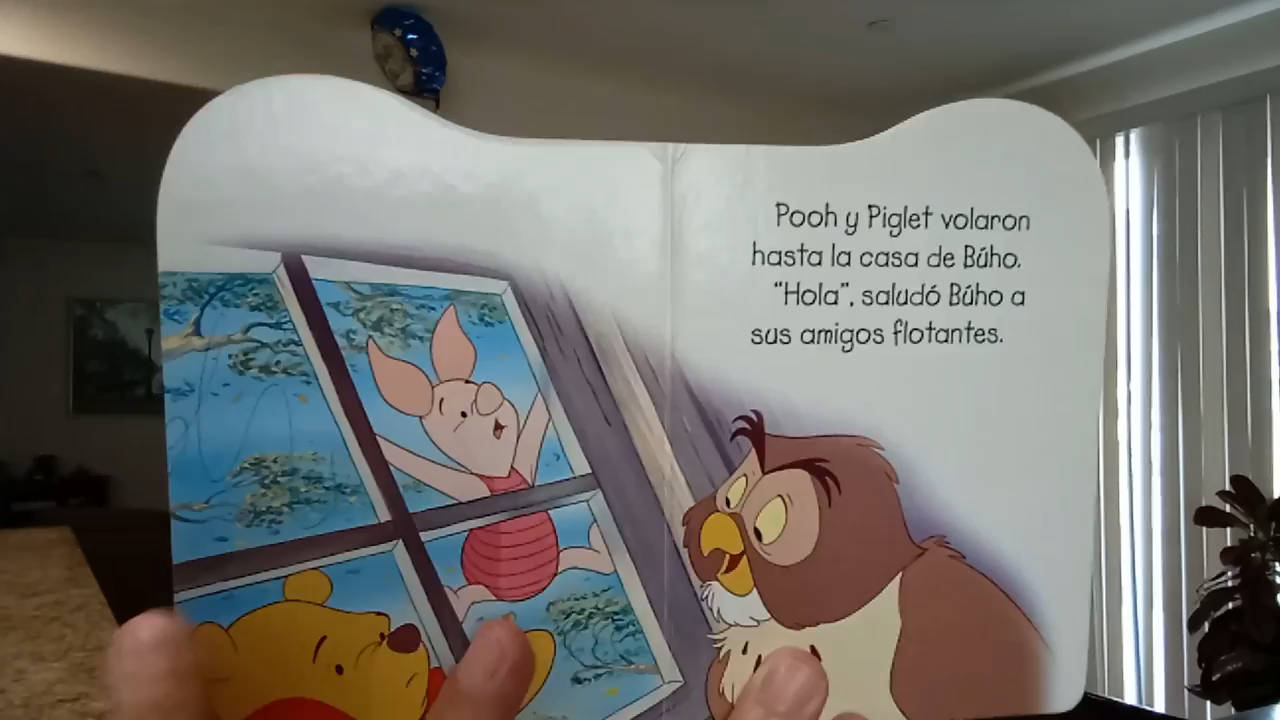 Pooh y Piglet volaron
hasta la casa de Búho.
“Hola”, saludó Búho a
sus amigos flotantes.